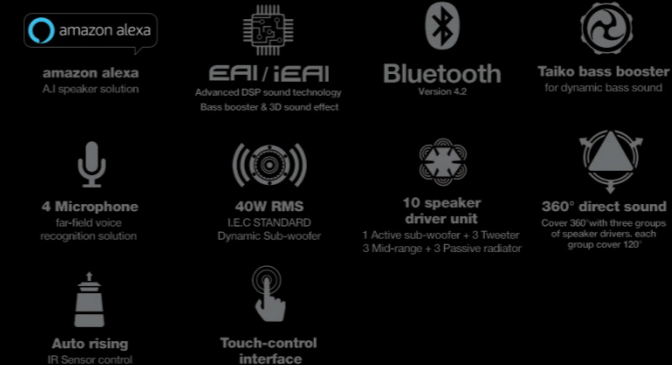 amazon alexa
amazon alexa
A.I speaker solution
EAI / iEAI
Advanced DSP sound technology
Bass booster & 3D sound effect
Bluetooth
Version 4.2
Taiko bass booster
for dynamic bass sound
4 Microphone
far-field voice
recognition solution
40W RMS
I.E.C STANDARD
Dynamic Sub-woofer
10 speaker
driver unit
1 Active sub-woofer + 3 Tweeter
3 Mid-range + 3 Passive radiator
360° direct sound
Cover 360°with three groups
of speaker drivers. each
group cover 120°
Auto rising
IR Sensor control
Touch-control
interface